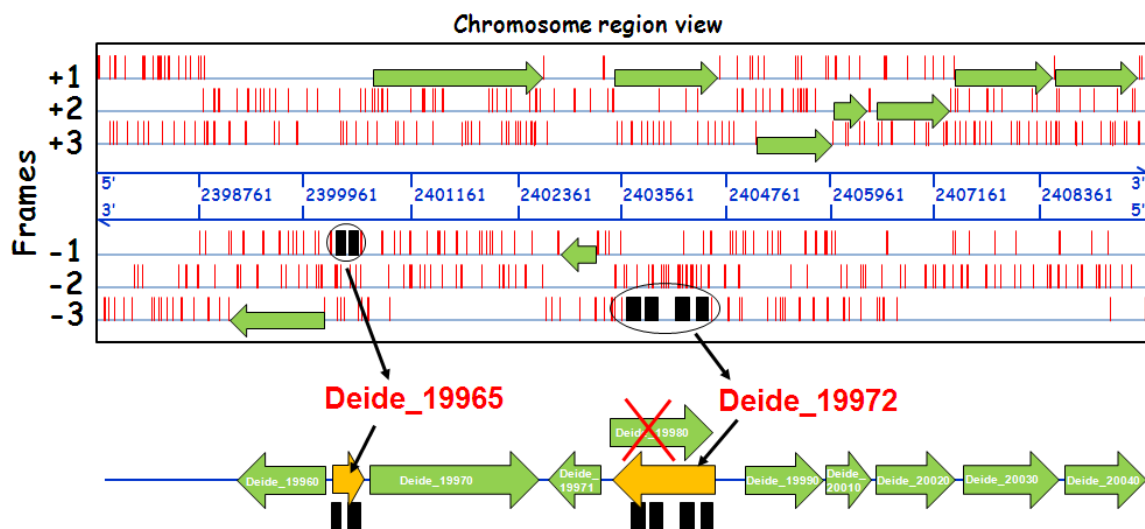 Chromosome region view
Frames
+1
+2
+3
5' 3'
2398761 2399961 2401161 2402361 2403561 2404761 2405961 2407161 2408361
3' 5'
-1
-2
-3
Deide_19965
Deide_19972
Deide_19980
Deide_19960
Deide_19970
Deide_
19971
Deide_19990
Deide_
20010
Deide_20020
Deide_20030
Deide_20040